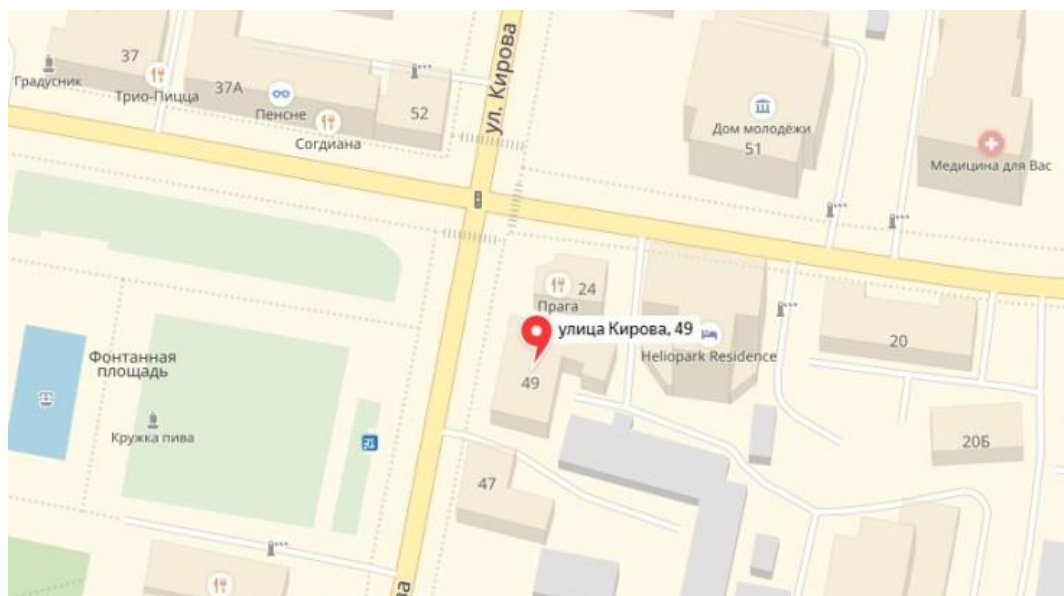 37
Градусник
Трио-Пицца
37А
Пенсне
Согдиана
52
ул. Кирова
Дом молодёжи
51
Медицина для Вас
24
Прага
улица Кирова, 49
Heliopark Residence
20
49
Фонтанная
площадь
Кружка пива
47
20Б
ва